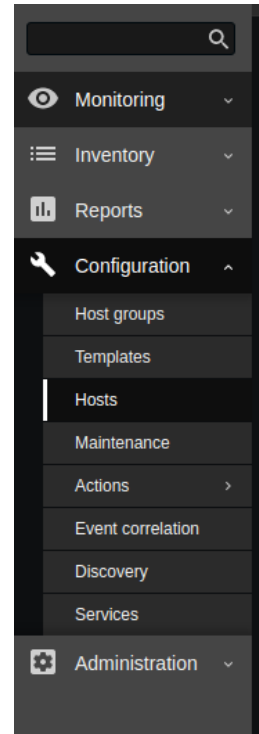 Monitoring
Inventory
Reports
Configuration
Host groups
Templates
Hosts
Maintenance
Actions
Event correlation
Discovery
Services
Administration